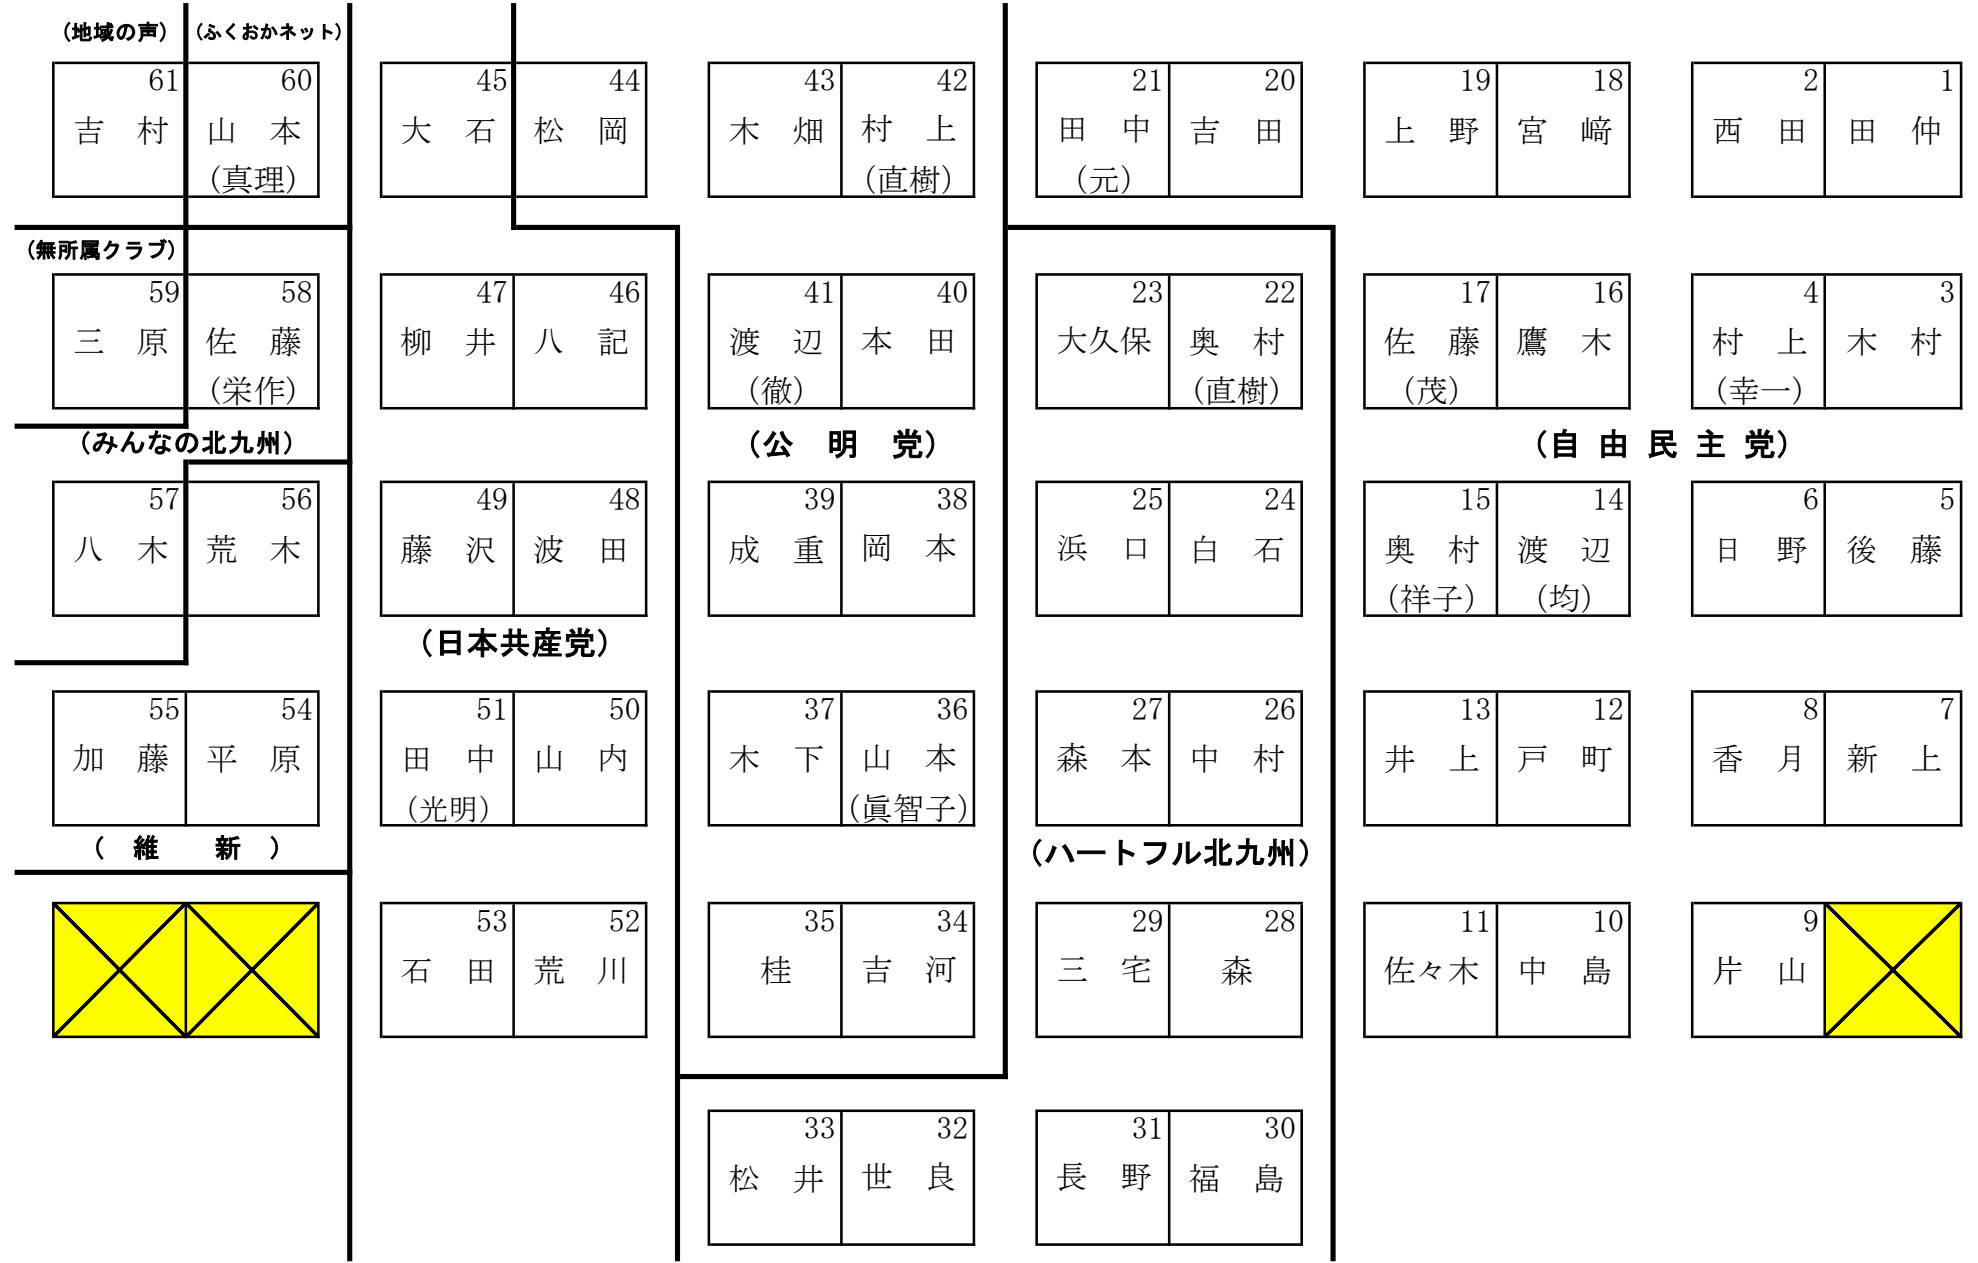 （地域の声） （ふくおかネット）
61 60 45 44 43 42 21 20 19 18 2 1
吉　村 山　本 大　石 松　岡 木　畑 村　上 田　中 吉　田 上　野 宮　﨑 西　田 田　仲
（真理） （直樹） （元）
（無所属クラブ）
59 58 47 46 41 40 23 22 17 16 4 3
三　原 佐　藤 柳　井 八　記 渡　辺 本　田 大久保 奥　村 佐　藤 鷹　木 村　上 木　村
（栄作） （徹） （直樹） （茂） （幸一）
（みんなの北九州） （公　明　党） （自 由 民 主 党）
57 56 49 48 39 38 25 24 15 14 6 5
八　木 荒　木 藤　沢 波　田 成　重 岡　本 浜　口 白　石 奥　村 渡　辺 日　野 後　藤
（祥子） （均）
（日本共産党）
55 54 51 50 37 36 27 26 13 12 8 7
加　藤 平　原 田　中 山　内 木　下 山　本 森　本 中　村 井　上 戸　町 香　月 新　上
（光明） （眞智子）
（　維　　新　） （ハートフル北九州）
53 52 35 34 29 28 11 10 9
石　田 荒　川 桂 吉　河 三　宅 森 佐々木 中　島 片　山
33 32 31 30
松　井 世　良 長　野 福　島